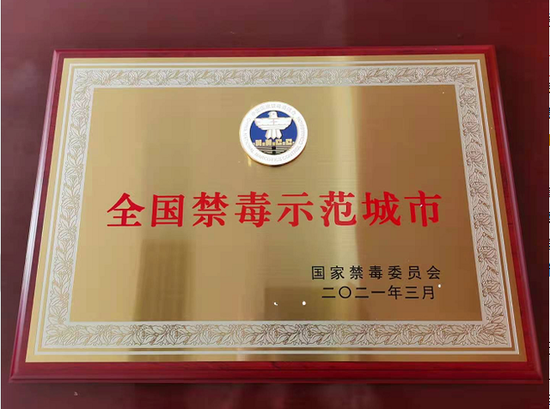 全国禁毒示范城市
国家禁毒委员会
二〇二一年三月